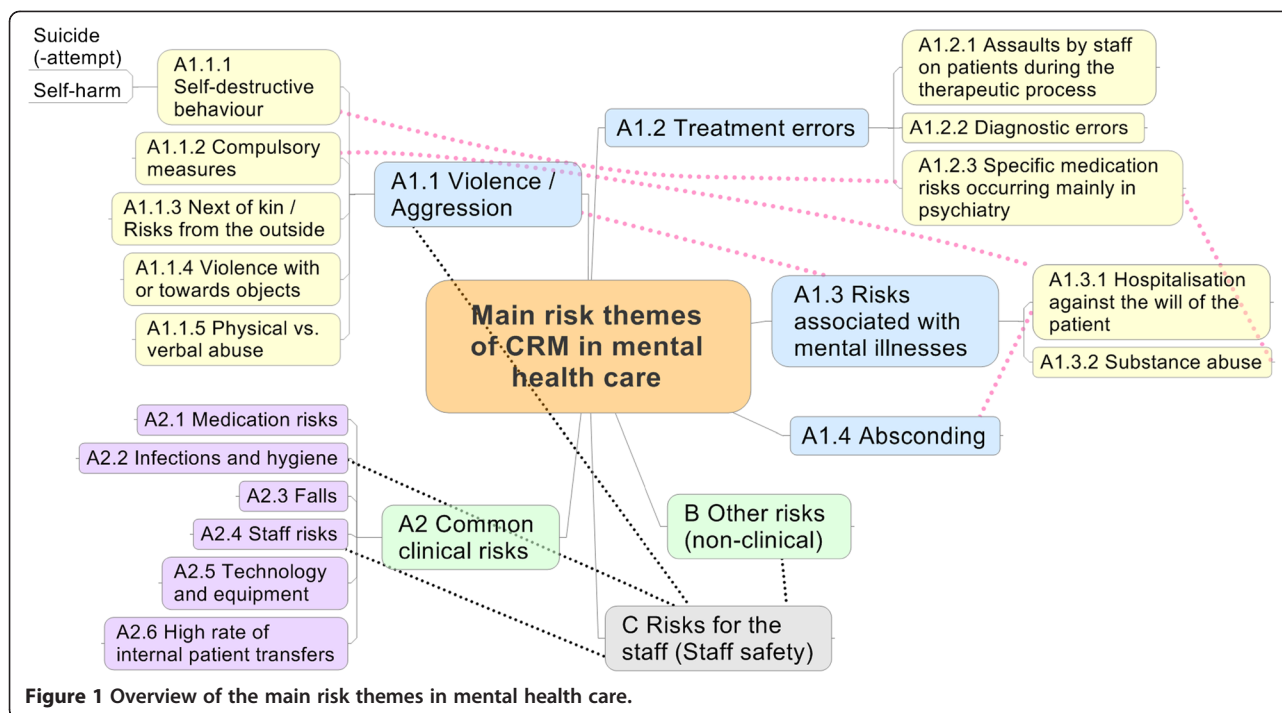 Suicide
(-attempt)
Self-harm
A1.1.1
Self-destructive
behaviour
A1.1.2 Compulsory
measures
A1.1.3 Next of kin /
Risks from the outside
A1.1.4 Violence with
or towards objects
A1.1.5 Physical vs.
verbal abuse
A1.1 Violence /
Aggression
A1.2 Treatment errors
A1.2.1 Assaults by staff
on patients during the
therapeutic process
A1.2.2 Diagnostic errors
A1.2.3 Specific medication
risks occurring mainly in
psychiatry
Main risk themes
of CRM in mental
health care
A1.3 Risks
associated with
mental illnesses
A1.3.1 Hospitalisation
against the will of the
patient
A1.3.2 Substance abuse
A1.4 Absconding
A2.1 Medication risks
A2.2 Infections and hygiene
A2.3 Falls
A2.4 Staff risks
A2.5 Technology
and equipment
A2.6 High rate of
internal patient transfers
A2 Common
clinical risks
B Other risks
(non-clinical)
C Risks for the
staff (Staff safety)
Figure 1 Overview of the main risk themes in mental health care.